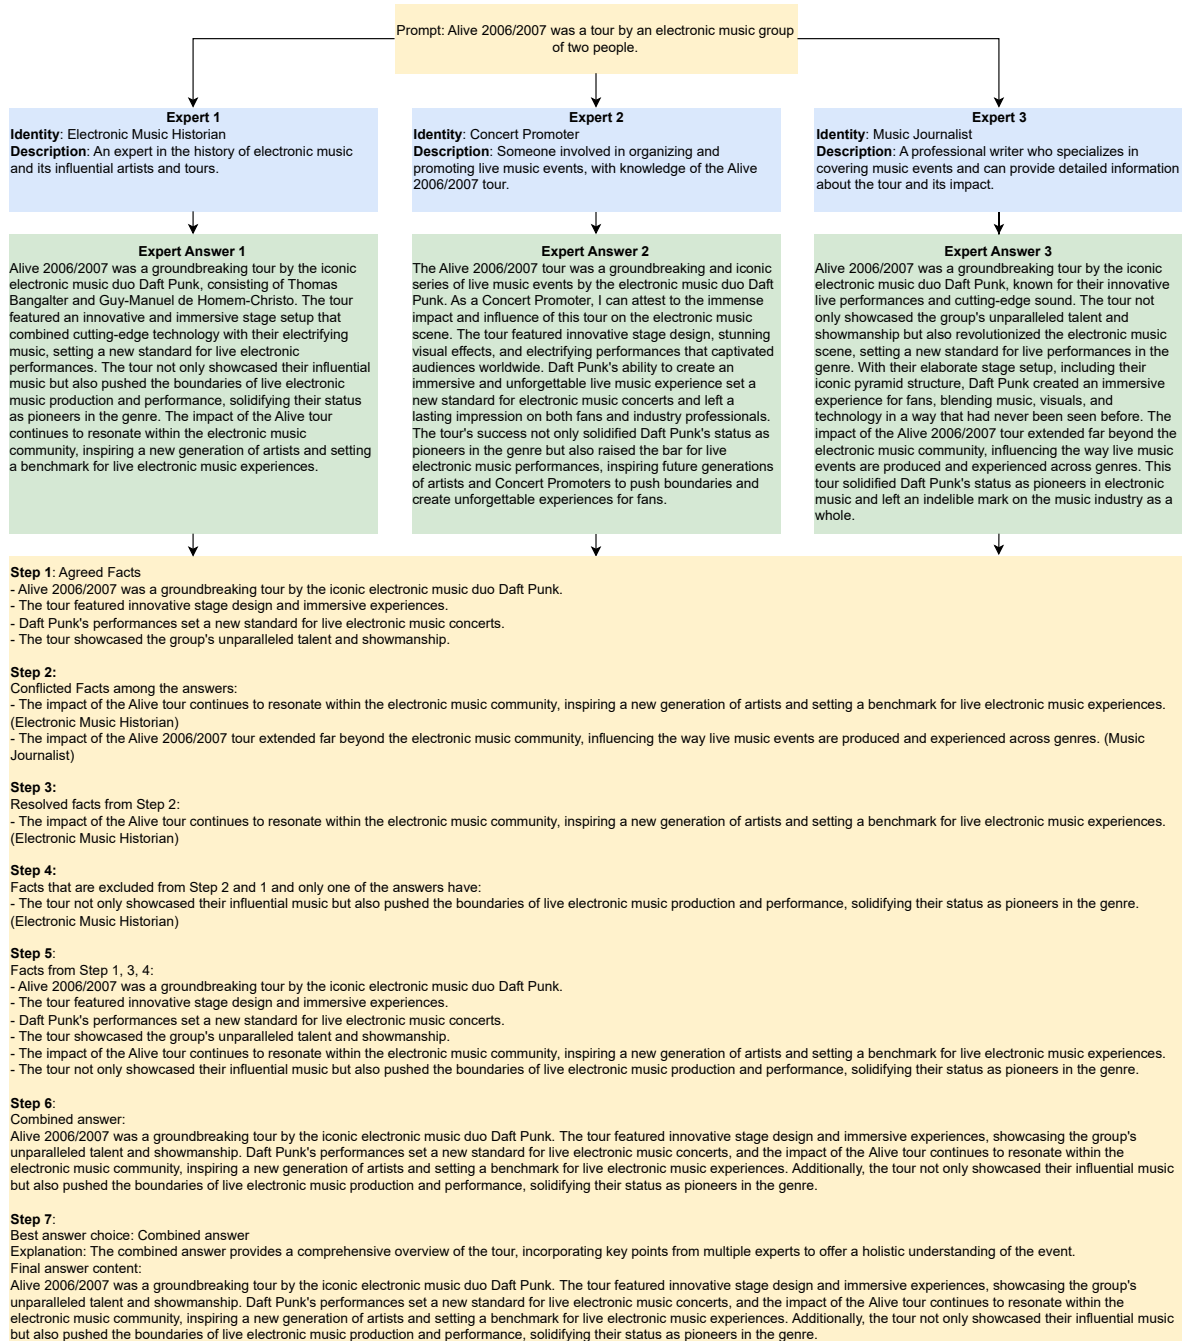 Prompt: Alive 2006/2007 was a tour by an electronic music group
of two people.
Expert 1
Identity: Electronic Music Historian
Description: An expert in the history of electronic music
and its influential artists and tours.
Expert 2
Identity: Concert Promoter
Description: Someone involved in organizing and
promoting live music events, with knowledge of the Alive
2006/2007 tour.
Expert 3
Identity: Music Journalist
Description: A professional writer who specializes in
covering music events and can provide detailed information
about the tour and its impact.
Expert Answer 1
Alive 2006/2007 was a groundbreaking tour by the iconic
electronic music duo Daft Punk, consisting of Thomas
Bangalter and Guy-Manuel de Homem-Christo. The tour
featured an innovative and immersive stage setup that
combined cutting-edge technology with their electrifying
music, setting a new standard for live electronic
performances. The tour not only showcased their influential
music but also pushed the boundaries of live electronic
music production and performance, solidifying their status
as pioneers in the genre. The impact of the Alive tour
continues to resonate within the electronic music
community, inspiring a new generation of artists and setting
a benchmark for live electronic music experiences.
Expert Answer 2
The Alive 2006/2007 tour was a groundbreaking and iconic
series of live music events by the electronic music duo Daft
Punk. As a Concert Promoter, I can attest to the immense
impact and influence of this tour on the electronic music
scene. The tour featured innovative stage design, stunning
visual effects, and electrifying performances that captivated
audiences worldwide. Daft Punk's ability to create an
immersive and unforgettable live music experience set a
new standard for electronic music concerts and left a
lasting impression on both fans and industry professionals.
The tour's success not only solidified Daft Punk's status as
pioneers in the genre but also raised the bar for live
electronic music performances, inspiring future generations
of artists and Concert Promoters to push boundaries and
create unforgettable experiences for fans.
Expert Answer 3
Alive 2006/2007 was a groundbreaking tour by the iconic
electronic music duo Daft Punk, known for their innovative
live performances and cutting-edge sound. The tour not
only showcased the group's unparalleled talent and
showmanship but also revolutionized the electronic music
scene, setting a new standard for live performances in the
genre. With their elaborate stage setup, including their
iconic pyramid structure, Daft Punk created an immersive
experience for fans, blending music, visuals, and
technology in a way that had never been seen before. The
impact of the Alive 2006/2007 tour extended far beyond the
electronic music community, influencing the way live music
events are produced and experienced across genres. This
tour solidified Daft Punk's status as pioneers in electronic
music and left an indelible mark on the music industry as a
whole.
Step 1: Agreed Facts
- Alive 2006/2007 was a groundbreaking tour by the iconic electronic music duo Daft Punk.
- The tour featured innovative stage design and immersive experiences.
- Daft Punk's performances set a new standard for live electronic music concerts.
- The tour showcased the group's unparalleled talent and showmanship.
Step 2:
Conflicted Facts among the answers:
- The impact of the Alive tour continues to resonate within the electronic music community, inspiring a new generation of artists and setting a benchmark for live electronic music experiences.
(Electronic Music Historian)
- The impact of the Alive 2006/2007 tour extended far beyond the electronic music community, influencing the way live music events are produced and experienced across genres. (Music
Journalist)
Step 3:
Resolved facts from Step 2:
- The impact of the Alive tour continues to resonate within the electronic music community, inspiring a new generation of artists and setting a benchmark for live electronic music experiences.
(Electronic Music Historian)
Step 4:
Facts that are excluded from Step 2 and 1 and only one of the answers have:
- The tour not only showcased their influential music but also pushed the boundaries of live electronic music production and performance, solidifying their status as pioneers in the genre.
(Electronic Music Historian)
Step 5:
Facts from Step 1, 3, 4:
- Alive 2006/2007 was a groundbreaking tour by the iconic electronic music duo Daft Punk.
- The tour featured innovative stage design and immersive experiences.
- Daft Punk's performances set a new standard for live electronic music concerts.
- The tour showcased the group's unparalleled talent and showmanship.
- The impact of the Alive tour continues to resonate within the electronic music community, inspiring a new generation of artists and setting a benchmark for live electronic music experiences.
- The tour not only showcased their influential music but also pushed the boundaries of live electronic music production and performance, solidifying their status as pioneers in the genre.
Step 6:
Combined answer:
Alive 2006/2007 was a groundbreaking tour by the iconic electronic music duo Daft Punk. The tour featured innovative stage design and immersive experiences, showcasing the group's
unparalleled talent and showmanship. Daft Punk's performances set a new standard for live electronic music concerts, and the impact of the Alive tour continues to resonate within the
electronic music community, inspiring a new generation of artists and setting a benchmark for live electronic music experiences. Additionally, the tour not only showcased their influential music
but also pushed the boundaries of live electronic music production and performance, solidifying their status as pioneers in the genre.
Step 7:
Best answer choice: Combined answer
Explanation: The combined answer provides a comprehensive overview of the tour, incorporating key points from multiple experts to offer a holistic understanding of the event.
Final answer content:
Alive 2006/2007 was a groundbreaking tour by the iconic electronic music duo Daft Punk. The tour featured innovative stage design and immersive experiences, showcasing the group's
unparalleled talent and showmanship. Daft Punk's performances set a new standard for live electronic music concerts, and the impact of the Alive tour continues to resonate within the
electronic music community, inspiring a new generation of artists and setting a benchmark for live electronic music experiences. Additionally, the tour not only showcased their influential music
but also pushed the boundaries of live electronic music production and performance, solidifying their status as pioneers in the genre.